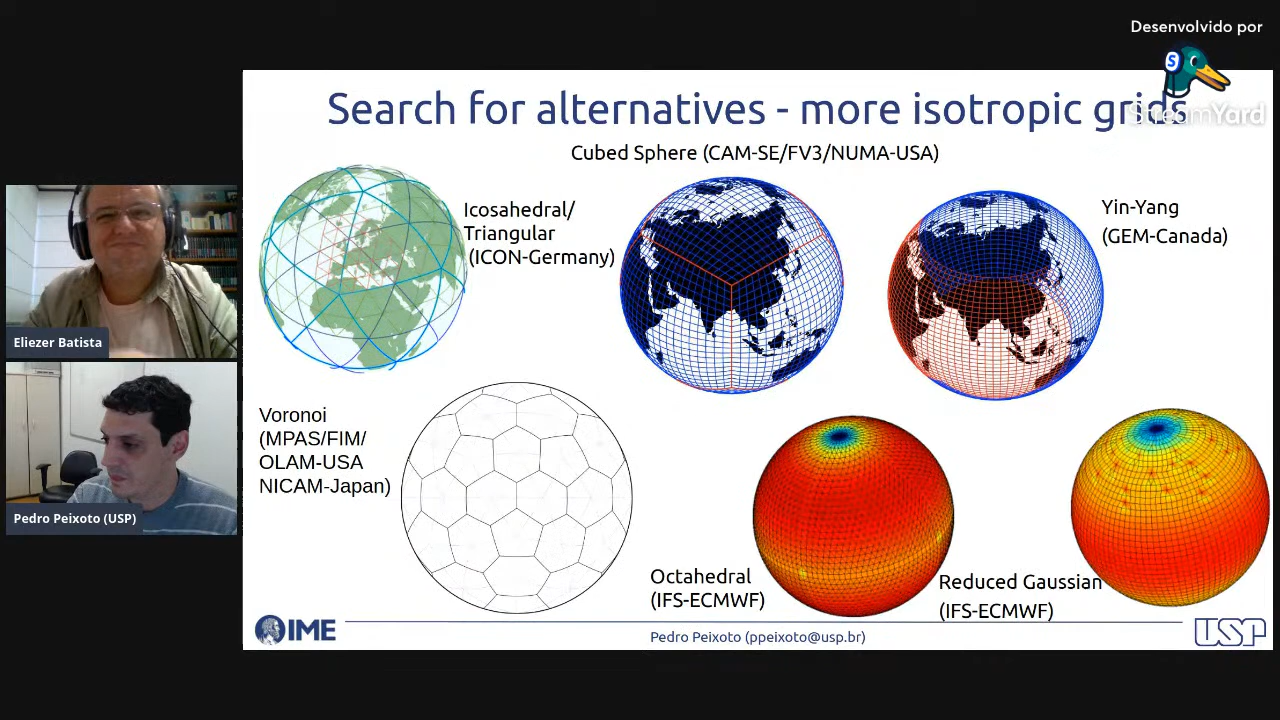 Desenvolvido por
S
StreamYard
Search for alternatives - more isotropic grids
Cubed Sphere (CAM-SE/FV3/NUMA-USA)
Icosahedral/
Triangular
(ICON-Germany)
Yin-Yang
(GEM-Canada)
Eliezer Batista
Voronoi
(MPAS/FIM/
OLAM-USA
NICAM-Japan)
Pedro Peixoto (USP)
Octahedral
(IFS-ECMWF)
Reduced Gaussian
(IFS-ECMWF)
IME
Pedro Peixoto (ppeixoto@usp.br)
USP